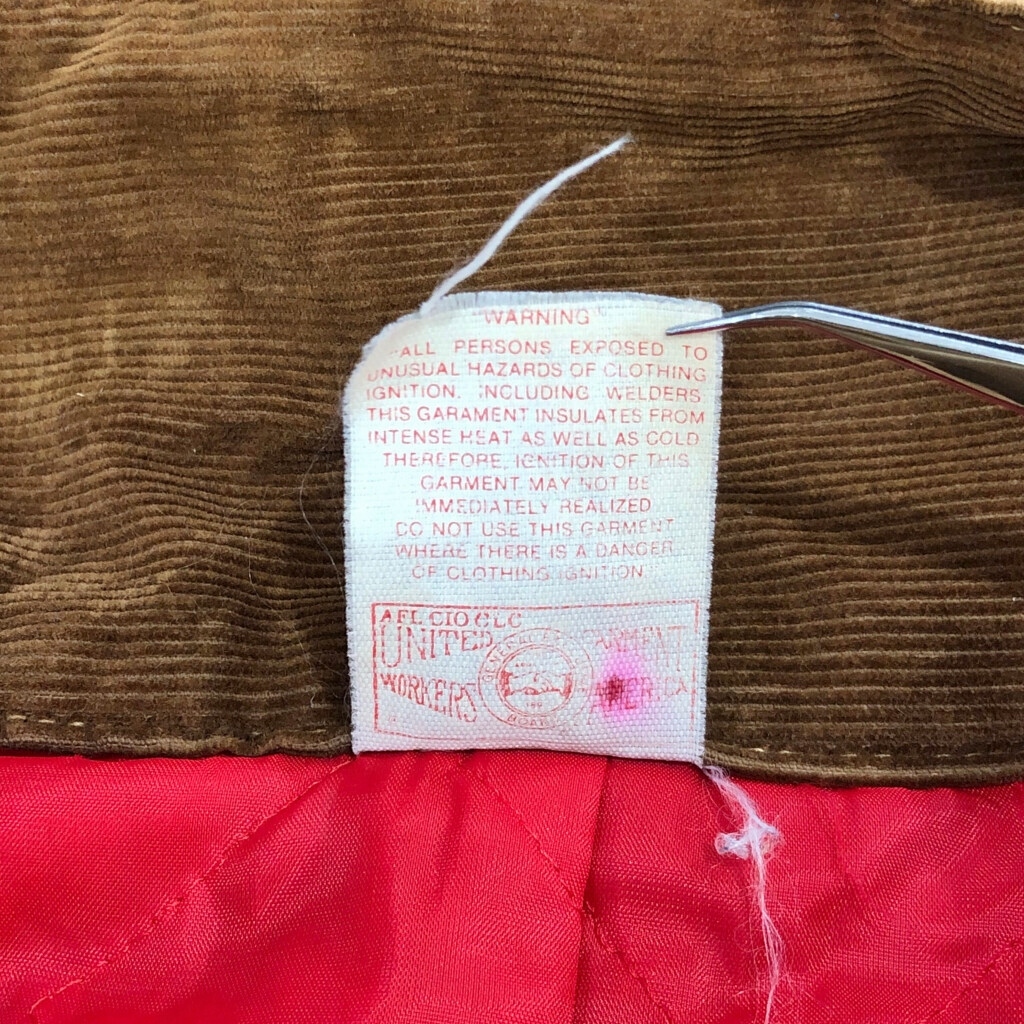 "WARNING"
-ALL PERSONS EXPOSED TO
UNUSUAL HAZARDS OF CLOTHING
IGNITION. INCLUDING WELDERS
THIS GARAMENT INSULATES FROM
INTENSE HEAT AS WELL AS COLD
THEREFORE, IGNITION OF THIS
GARMENT MAY NOT BE
IMMEDIATELY REALIZED
DO NOT USE THIS GARMENT
WHERE THERE IS A DANGER
OF CLOTHING IGNITION
AFL CIO CLC
UNITED GARMENT
WORKERS AMERICA
GENERAL
BOARD